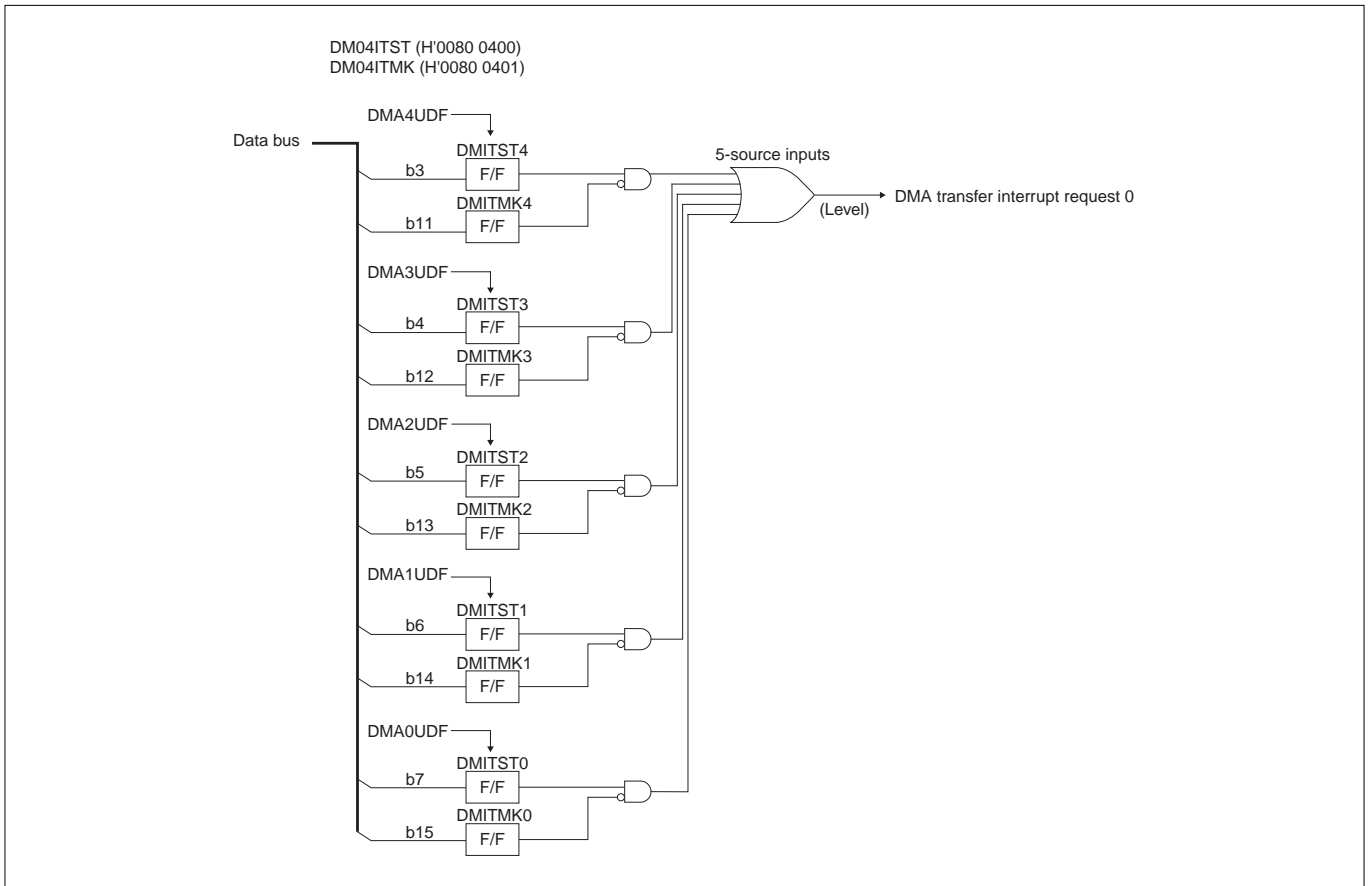 DM04ITST (H'0080 0400)
DM04ITMK (H'0080 0401)
DMA4UDF
Data bus
DMITST4
5-source inputs
b3
F/F
DMITMK4
DMA transfer interrupt request 0
(Level)
b11
F/F
DMA3UDF
DMITST3
b4
F/F
DMITMK3
b12
F/F
DMA2UDF
DMITST2
b5
F/F
DMITMK2
b13
F/F
DMA1UDF
DMITST1
b6
F/F
DMITMK1
b14
F/F
DMA0UDF
DMITST0
b7
F/F
DMITMK0
b15
F/F